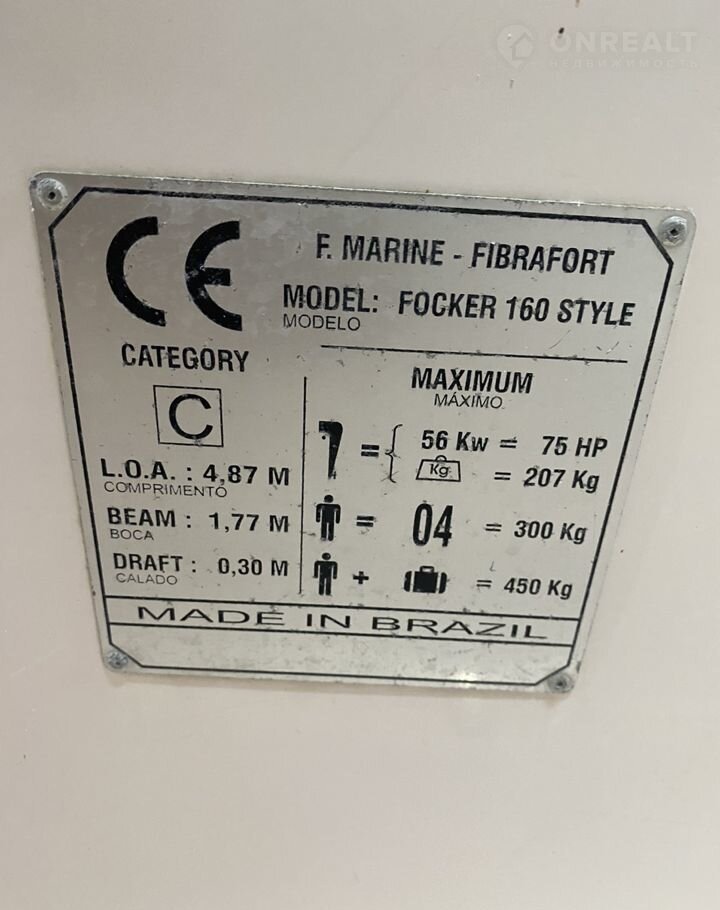 ONREALT
НЕДВИЖИМОСТЬ
CE
F. MARINE - FIBRAFORT
MODEL: FOCKER 160 STYLE
MODELO
CATEGORY
C
L.O.A. : 4,87 M
COMPRIMENTO
BEAM : 1,77 M
BOCA
DRAFT : 0,30 M
CALADO
MAXIMUM
MÁXIMO
= { 56 Kw = 75 HP
Kg = 207 Kg
= 04 = 300 Kg
+ = 450 Kg
MADE IN BRAZIL